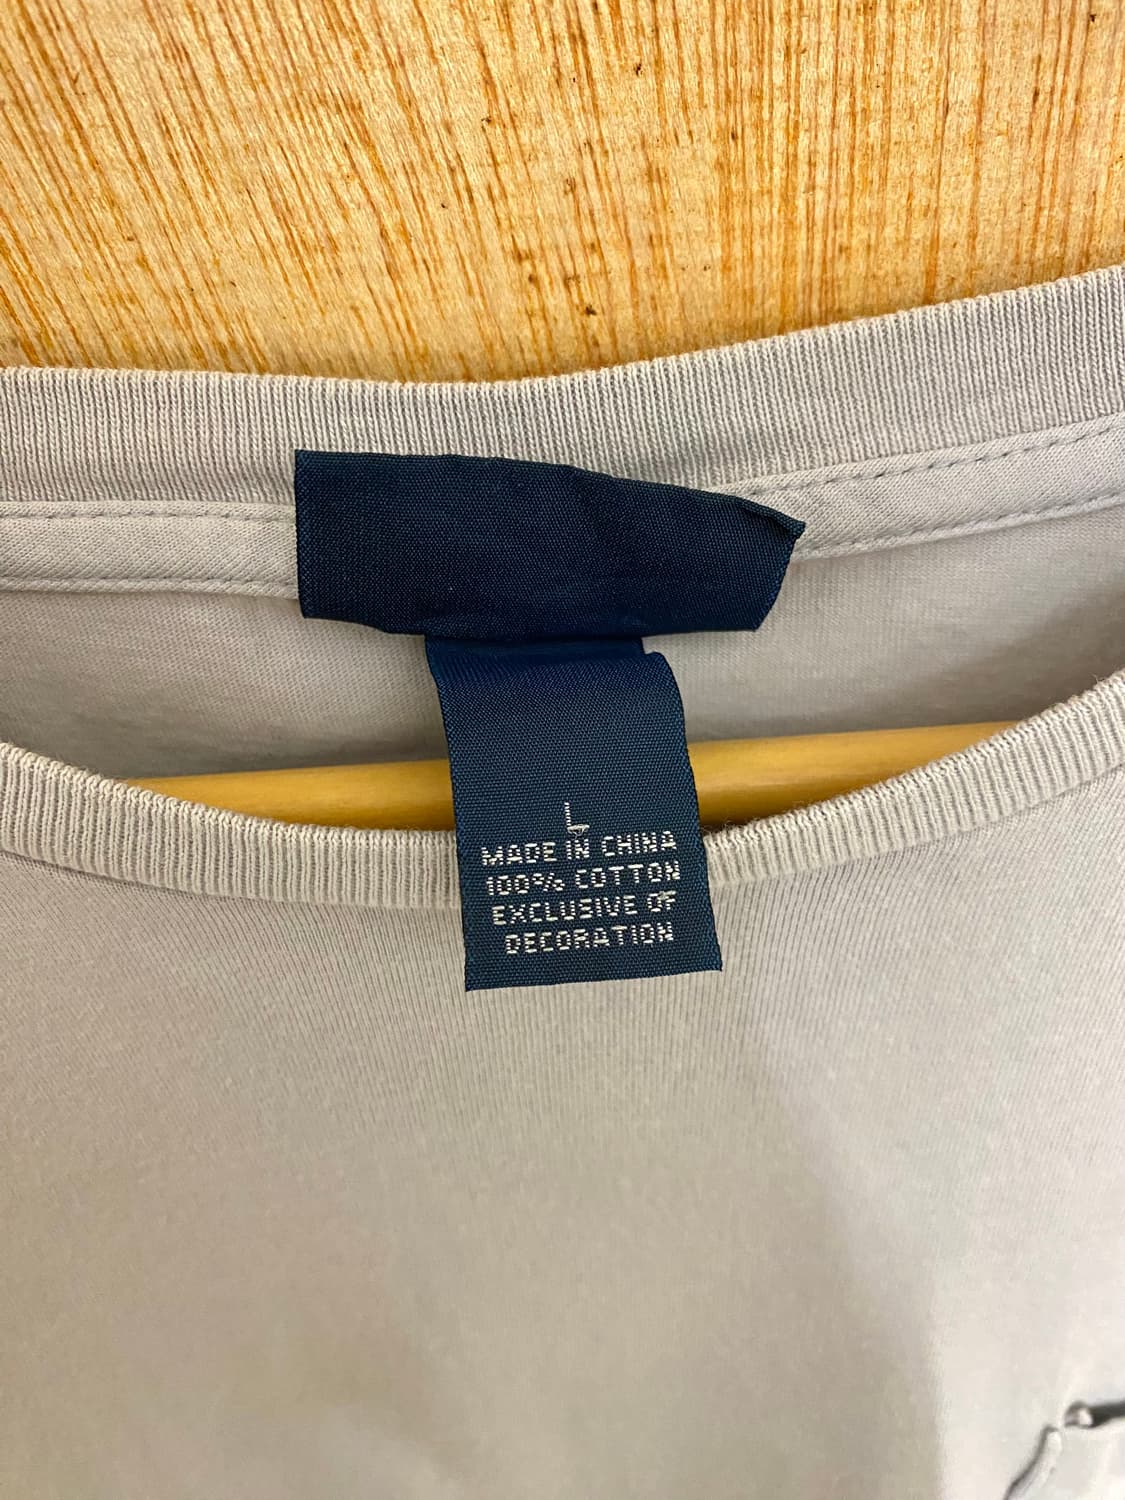 L
MADE IN CHINA
100% COTTON
EXCLUSIVE OF
DECORATION